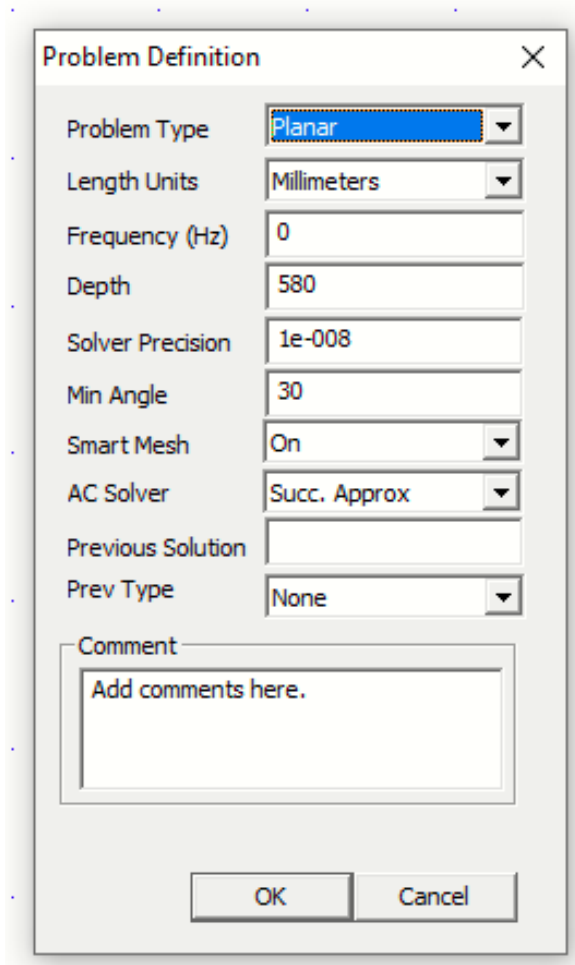 Problem Definition
Problem Type Planar
Length Units Millimeters
Frequency (Hz) 0
Depth 580
Solver Precision 1e-008
Min Angle 30
Smart Mesh On
AC Solver Succ. Approx
Previous Solution
Prev Type None
Comment
Add comments here.
OK Cancel